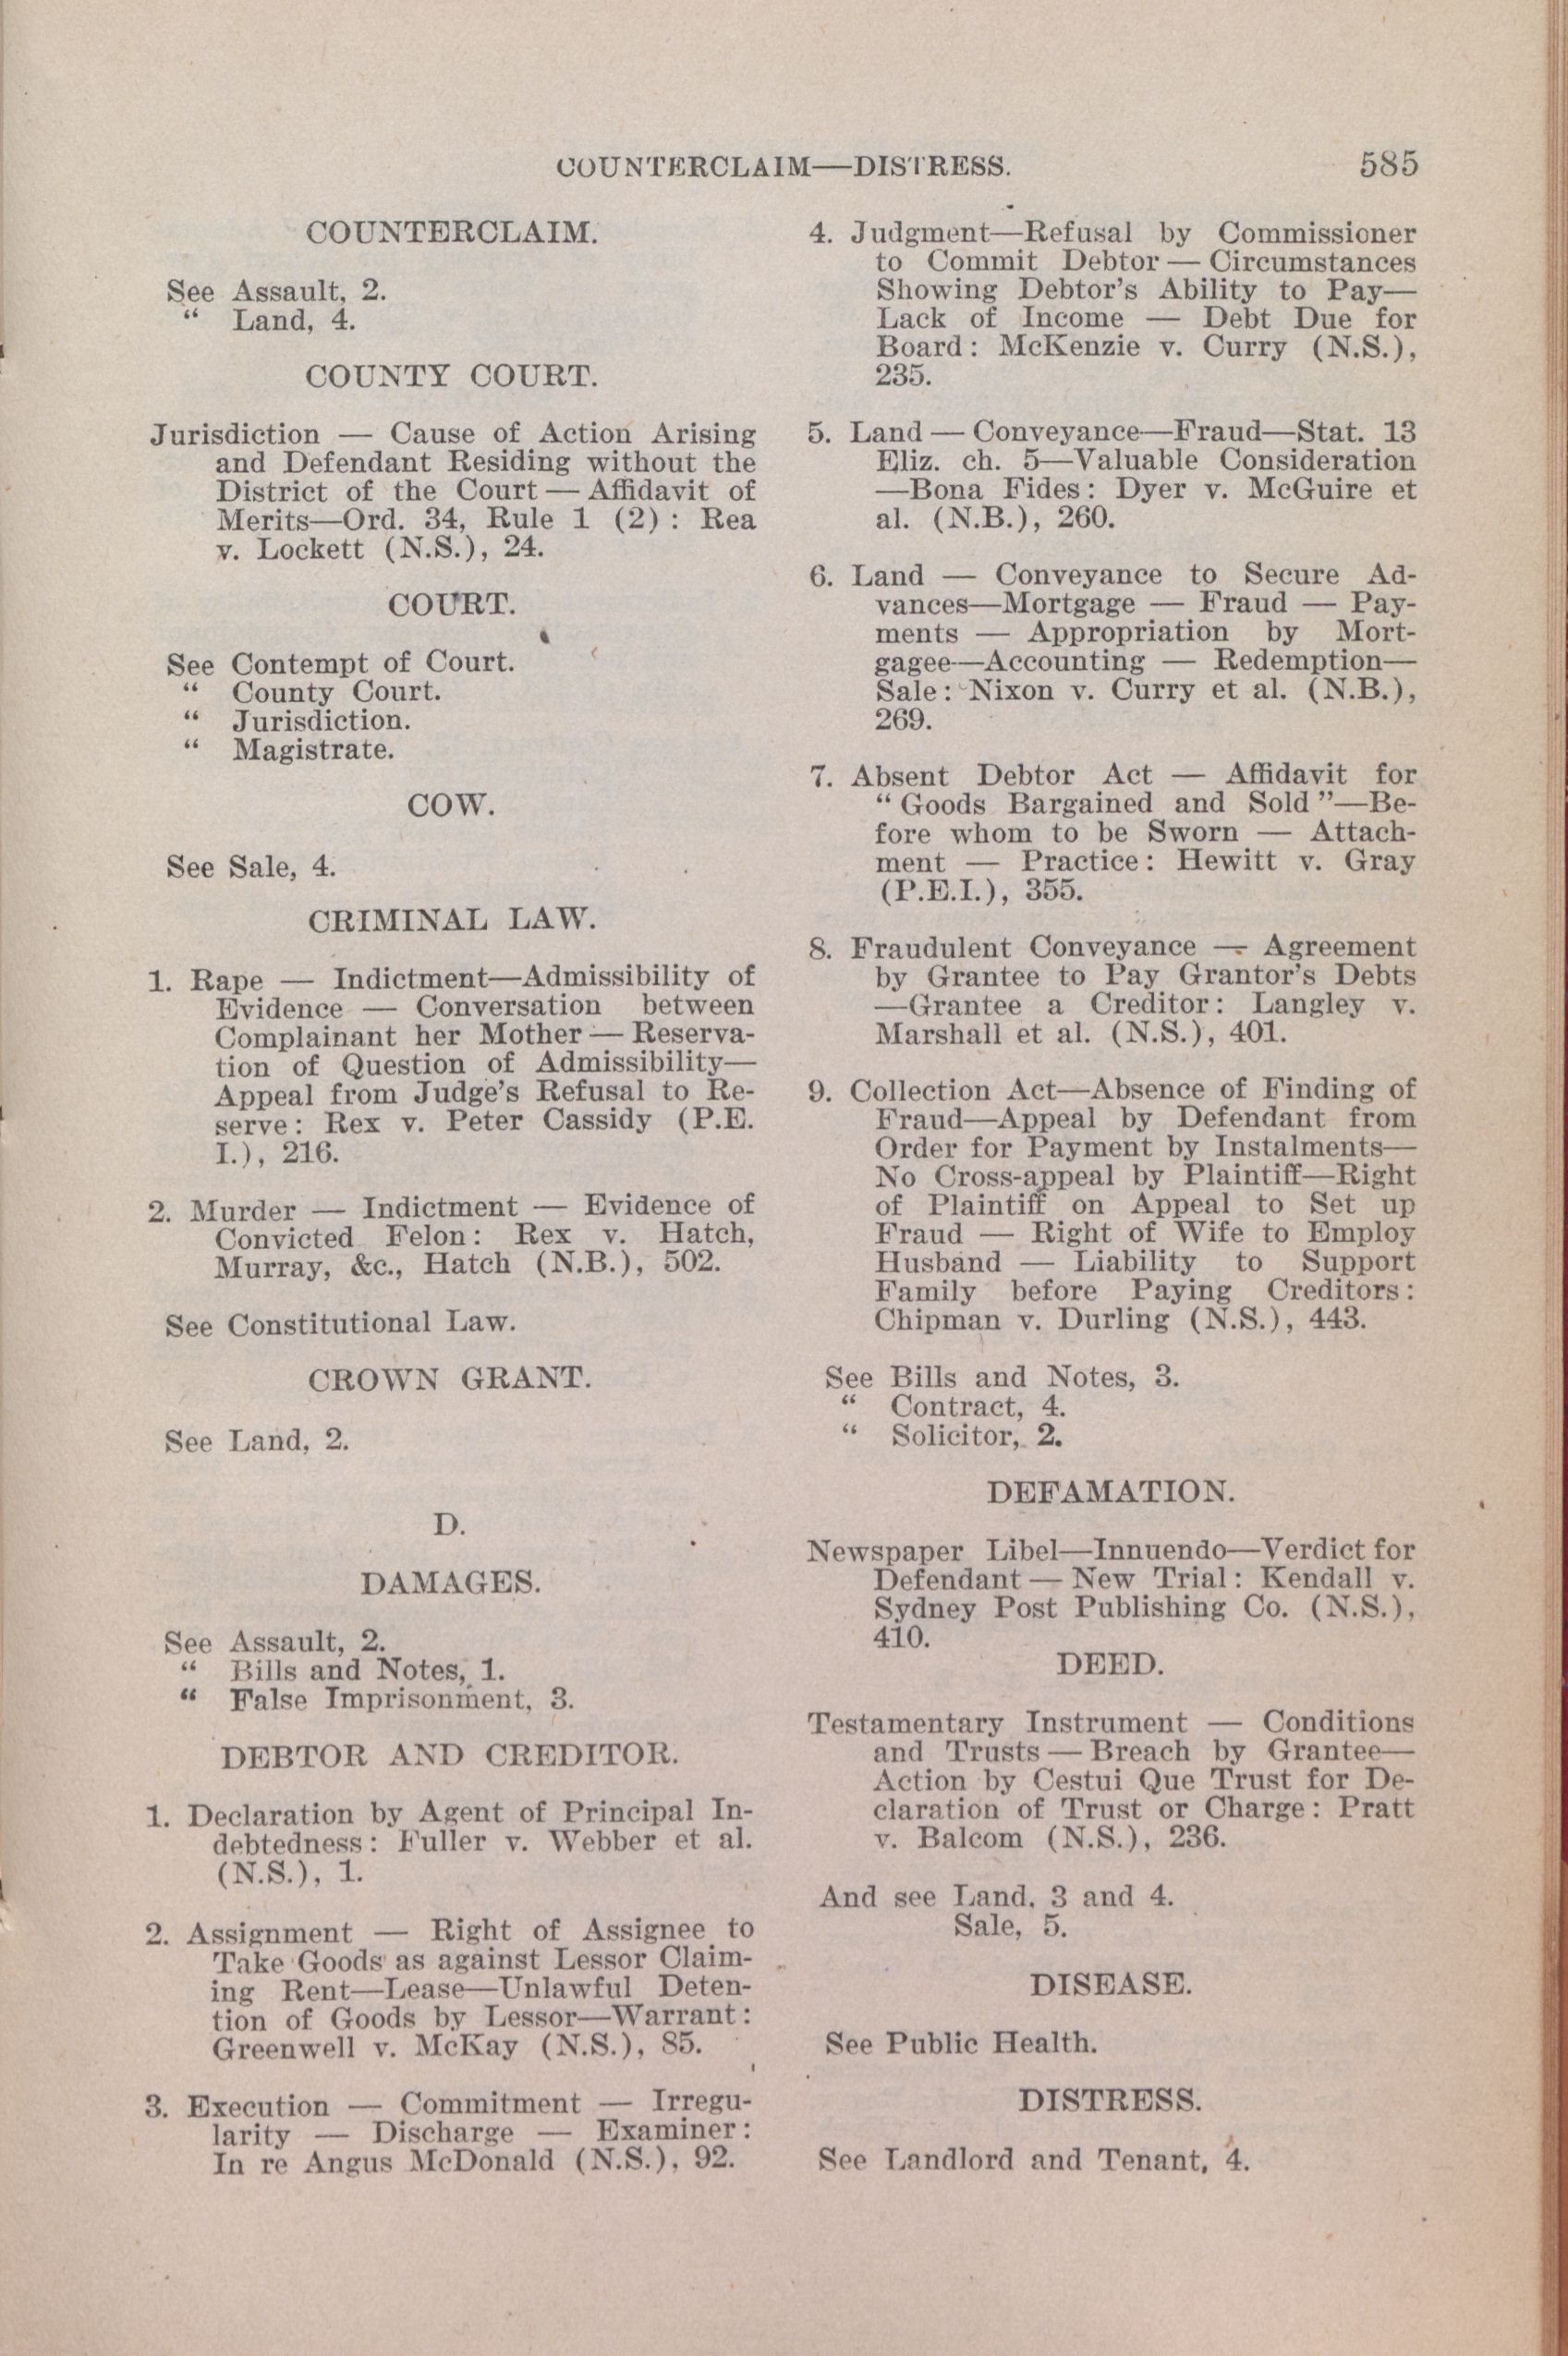 COUNTERCLAIM—DISTRESS. 585
COUNTERCLAIM.
See Assault, 2.
“ Land, 4.
COUNTY COURT.
Jurisdiction — Cause of Action Arising
and Defendant Residing without the
District of the Court — Affidavit of
Merits—Ord. 34, Rule 1 (2) : Rea
v. Lockett (N.S.), 24.
COURT.
See Contempt of Court.
“ County Court.
“ Jurisdiction.
“ Magistrate.
COW.
See Sale, 4.
CRIMINAL LAW.
1. Rape — Indictment—Admissibility of
Evidence — Conversation between
Complainant her Mother — Reserva-
tion of Question of Admissibility—
Appeal from Judge's Refusal to Re-
serve : Rex v. Peter Cassidy (P.E.
I.), 216.
2. Murder — Indictment — Evidence of
Convicted Felon : Rex v. Hatch,
Murray, &c., Hatch (N.B.), 502.
See Constitutional Law.
CROWN GRANT.
See Land, 2.
D.
DAMAGES.
See Assault, 2.
“ Bills and Notes, 1.
“ False Imprisonment, 3.
DEBTOR AND CREDITOR.
1. Declaration by Agent of Principal In-
debtedness : Fuller v. Webber et al.
(N.S.), 1.
2. Assignment — Right of Assignee to
Take Goods as against Lessor Claim-
ing Rent—Lease—Unlawful Deten-
tion of Goods by Lessor—Warrant :
Greenwell v. McKay (N.S.), 85.
3. Execution — Commitment — Irregu-
larity — Discharge — Examiner :
In re Angus McDonald (N.S.), 92.
4. Judgment—Refusal by Commissioner
to Commit Debtor — Circumstances
Showing Debtor's Ability to Pay—
Lack of Income — Debt Due for
Board : McKenzie v. Curry (N.S.),
235.
5. Land — Conveyance—Fraud—Stat. 13
Eliz. ch. 5—Valuable Consideration
—Bona Fides : Dyer v. McGuire et
al. (N.B.), 260.
6. Land — Conveyance to Secure Ad-
vances—Mortgage — Fraud — Pay-
ments — Appropriation by Mort-
gagee—Accounting — Redemption—
Sale : Nixon v. Curry et al. (N.B.),
269.
7. Absent Debtor Act — Affidavit for
“ Goods Bargained and Sold ”—Be-
fore whom to be Sworn — Attach-
ment — Practice : Hewitt v. Gray
(P.E.I.), 355.
8. Fraudulent Conveyance — Agreement
by Grantee to Pay Grantor's Debts
—Grantee a Creditor : Langley v.
Marshall et al. (N.S.), 401.
9. Collection Act—Absence of Finding of
Fraud—Appeal by Defendant from
Order for Payment by Instalments—
No Cross-appeal by Plaintiff—Right
of Plaintiff on Appeal to Set up
Fraud — Right of Wife to Employ
Husband — Liability to Support
Family before Paying Creditors :
Chipman v. Durling (N.S.), 443.
See Bills and Notes, 3.
“ Contract, 4.
“ Solicitor, 2.
DEFAMATION.
Newspaper Libel—Innuendo—Verdict for
Defendant — New Trial : Kendall v.
Sydney Post Publishing Co. (N.S.),
410.
DEED.
Testamentary Instrument — Conditions
and Trusts — Breach by Grantee—
Action by Cestui Que Trust for De-
claration of Trust or Charge : Pratt
v. Balcom (N.S.), 236.
And see Land, 3 and 4.
Sale, 5.
DISEASE.
See Public Health.
DISTRESS.
See Landlord and Tenant, 4.